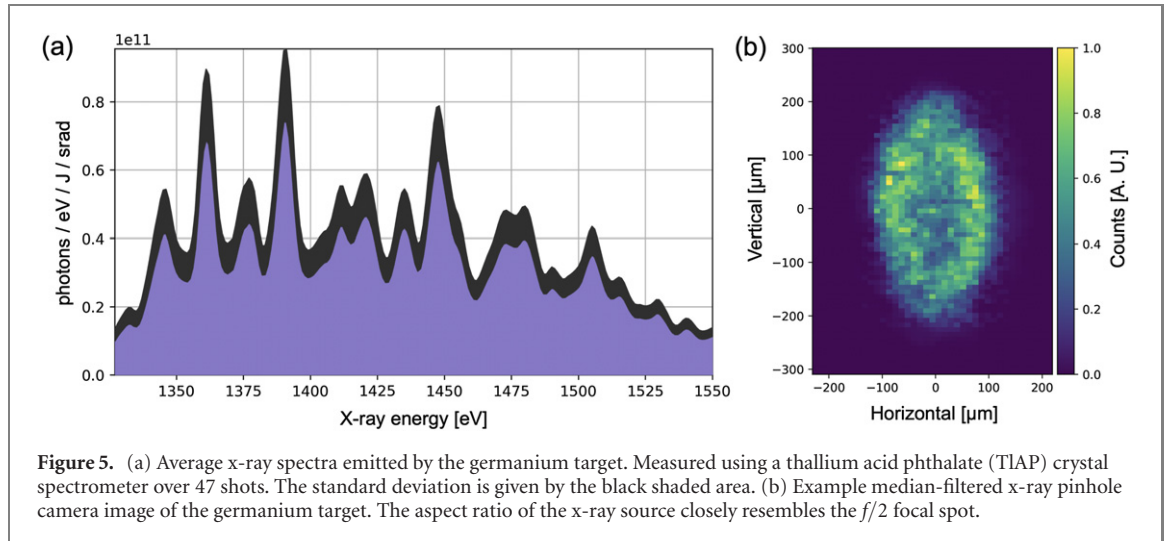 (a)
1e11
photons / eV / J / srad
0.8
0.6
0.4
0.2
0.0
1350 1375 1400 1425 1450 1475 1500 1525 1550
X-ray energy [eV]
(b)
Vertical [μm]
300
200
100
0
−100
−200
−300
−200 −100 0 100 200
Horizontal [μm]
1.0
0.8
0.6
0.4
0.2
0.0
Counts [A. U.]
Figure 5. (a) Average x-ray spectra emitted by the germanium target. Measured using a thallium acid phthalate (TlAP) crystal
spectrometer over 47 shots. The standard deviation is given by the black shaded area. (b) Example median-filtered x-ray pinhole
camera image of the germanium target. The aspect ratio of the x-ray source closely resembles the f/2 focal spot.